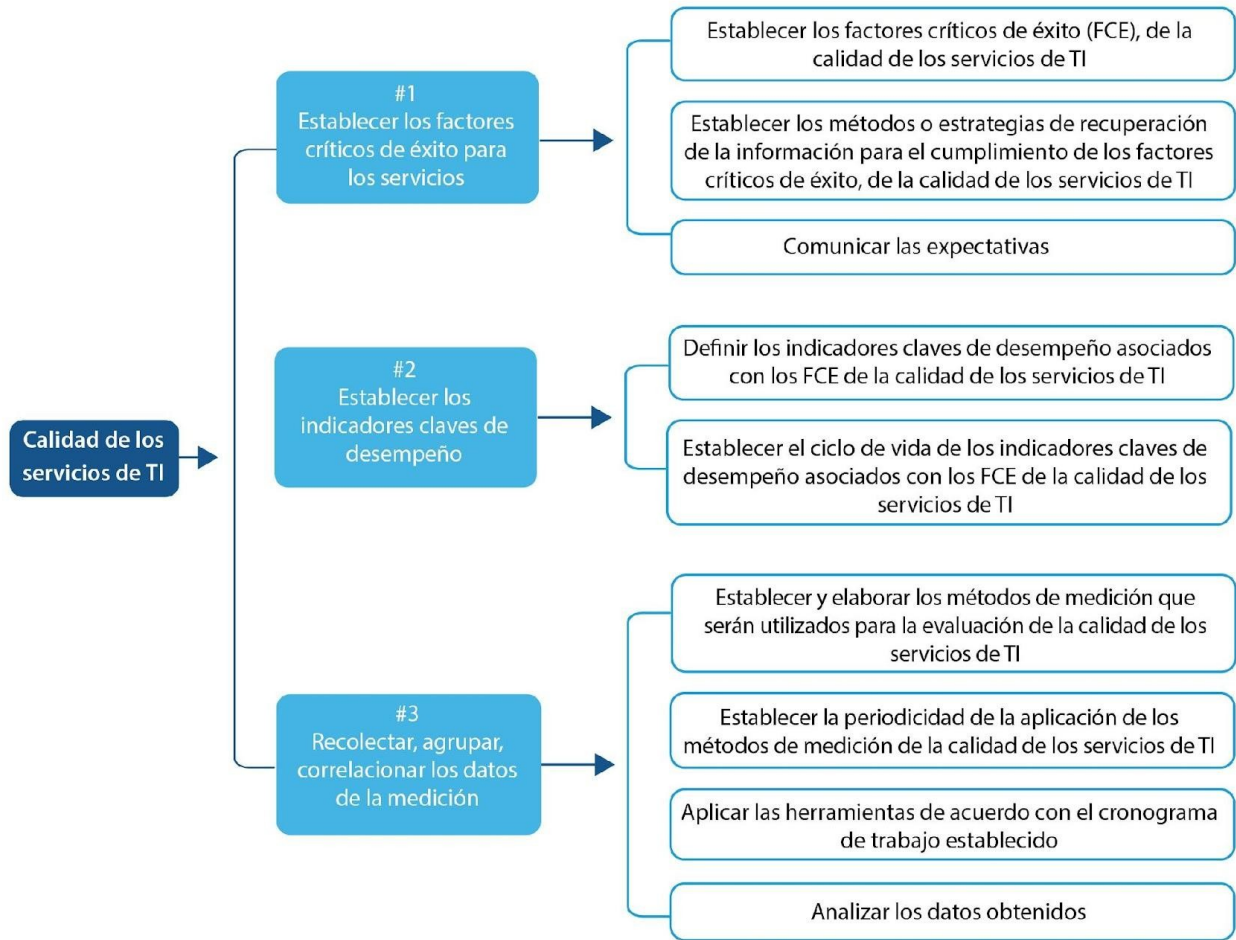 Calidad de los
servicios de TI
#1
Establecer los factores
críticos de éxito para
los servicios
Establecer los factores críticos de éxito (FCE), de la
calidad de los servicios de TI
Establecer los métodos o estrategias de recuperación
de la información para el cumplimiento de los factores
críticos de éxito, de la calidad de los servicios de TI
Comunicar las expectativas
#2
Establecer los
indicadores claves de
desempeño
Definir los indicadores claves de desempeño asociados
con los FCE de la calidad de los servicios de TI
Establecer el ciclo de vida de los indicadores claves de
desempeño asociados con los FCE de la calidad de los
servicios de TI
#3
Recolectar, agrupar,
correlacionar los datos
de la medición
Establecer y elaborar los métodos de medición que
serán utilizados para la evaluación de la calidad de los
servicios de TI
Establecer la periodicidad de la aplicación de los
métodos de medición de la calidad de los servicios de TI
Aplicar las herramientas de acuerdo con el cronograma
de trabajo establecido
Analizar los datos obtenidos